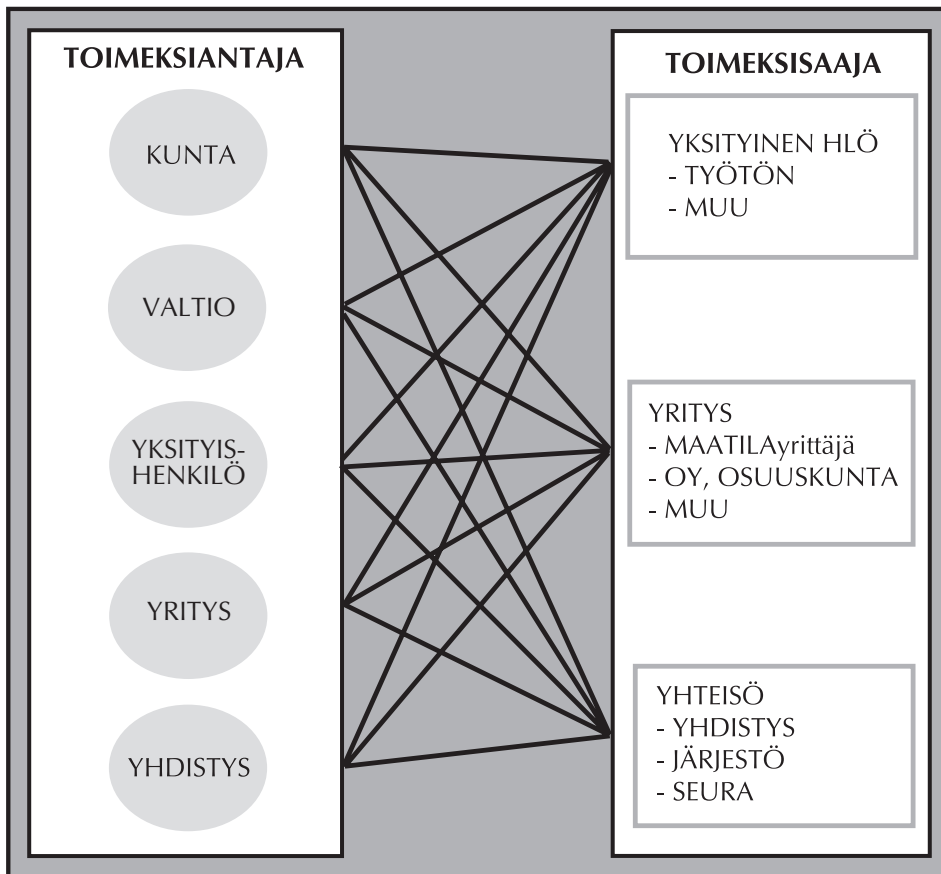 TOIMEKSIANTAJA
KUNTA
VALTIO
YKSITYIS-
HENKILÖ
YRITYS
YHDISTYS
TOIMEKSISAAJA
YKSITYINEN HLÖ
- TYÖTÖN
- MUU
YRITYS
- MAATILAyrittäjä
- OY, OSUUSKUNTA
- MUU
YHTEISÖ
- YHDISTYS
- JÄRJESTÖ
- SEURA